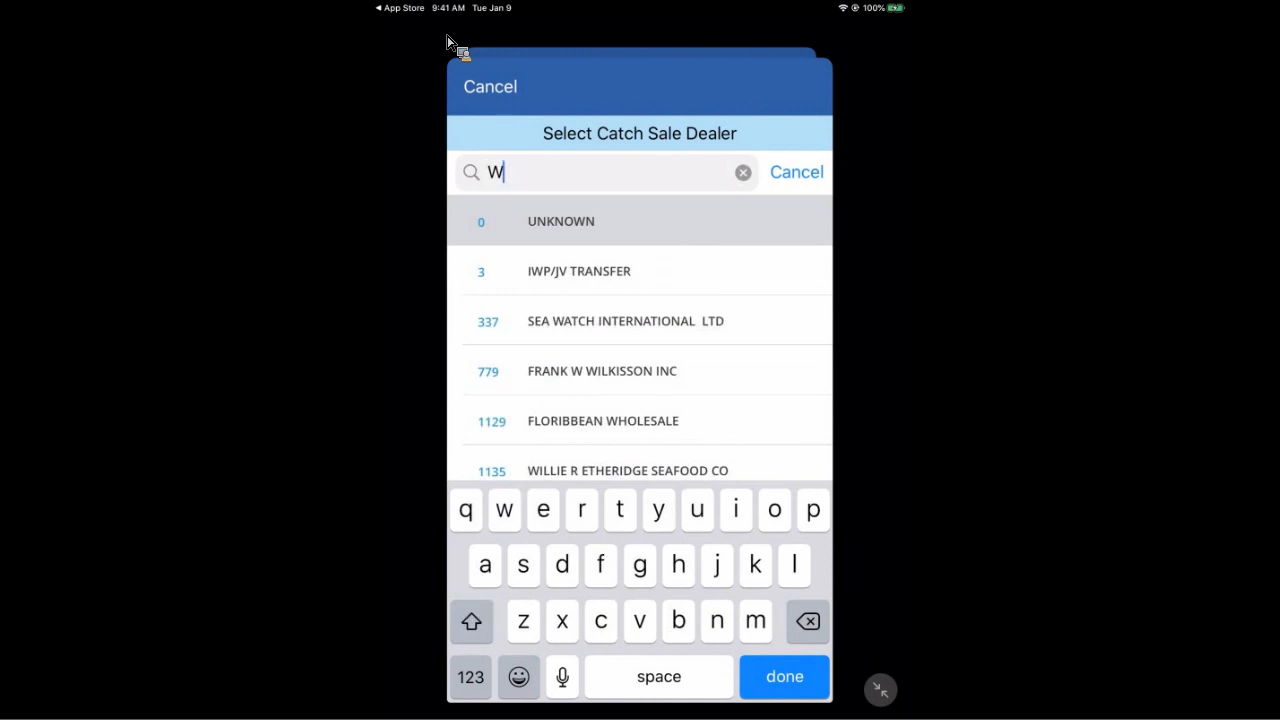 App Store 9:41 AM Tue Jan 9 100%
Cancel
Select Catch Sale Dealer
W Cancel
0 UNKNOWN
3 IWP/JV TRANSFER
337 SEA WATCH INTERNATIONAL LTD
779 FRANK W WILKISSON INC
1129 FLORIBBEAN WHOLESALE
1135 WILLIE R ETHERIDGE SEAFOOD CO
q w e r t y u i o p
a s d f g h j k l
z x c v b n m
123 space done